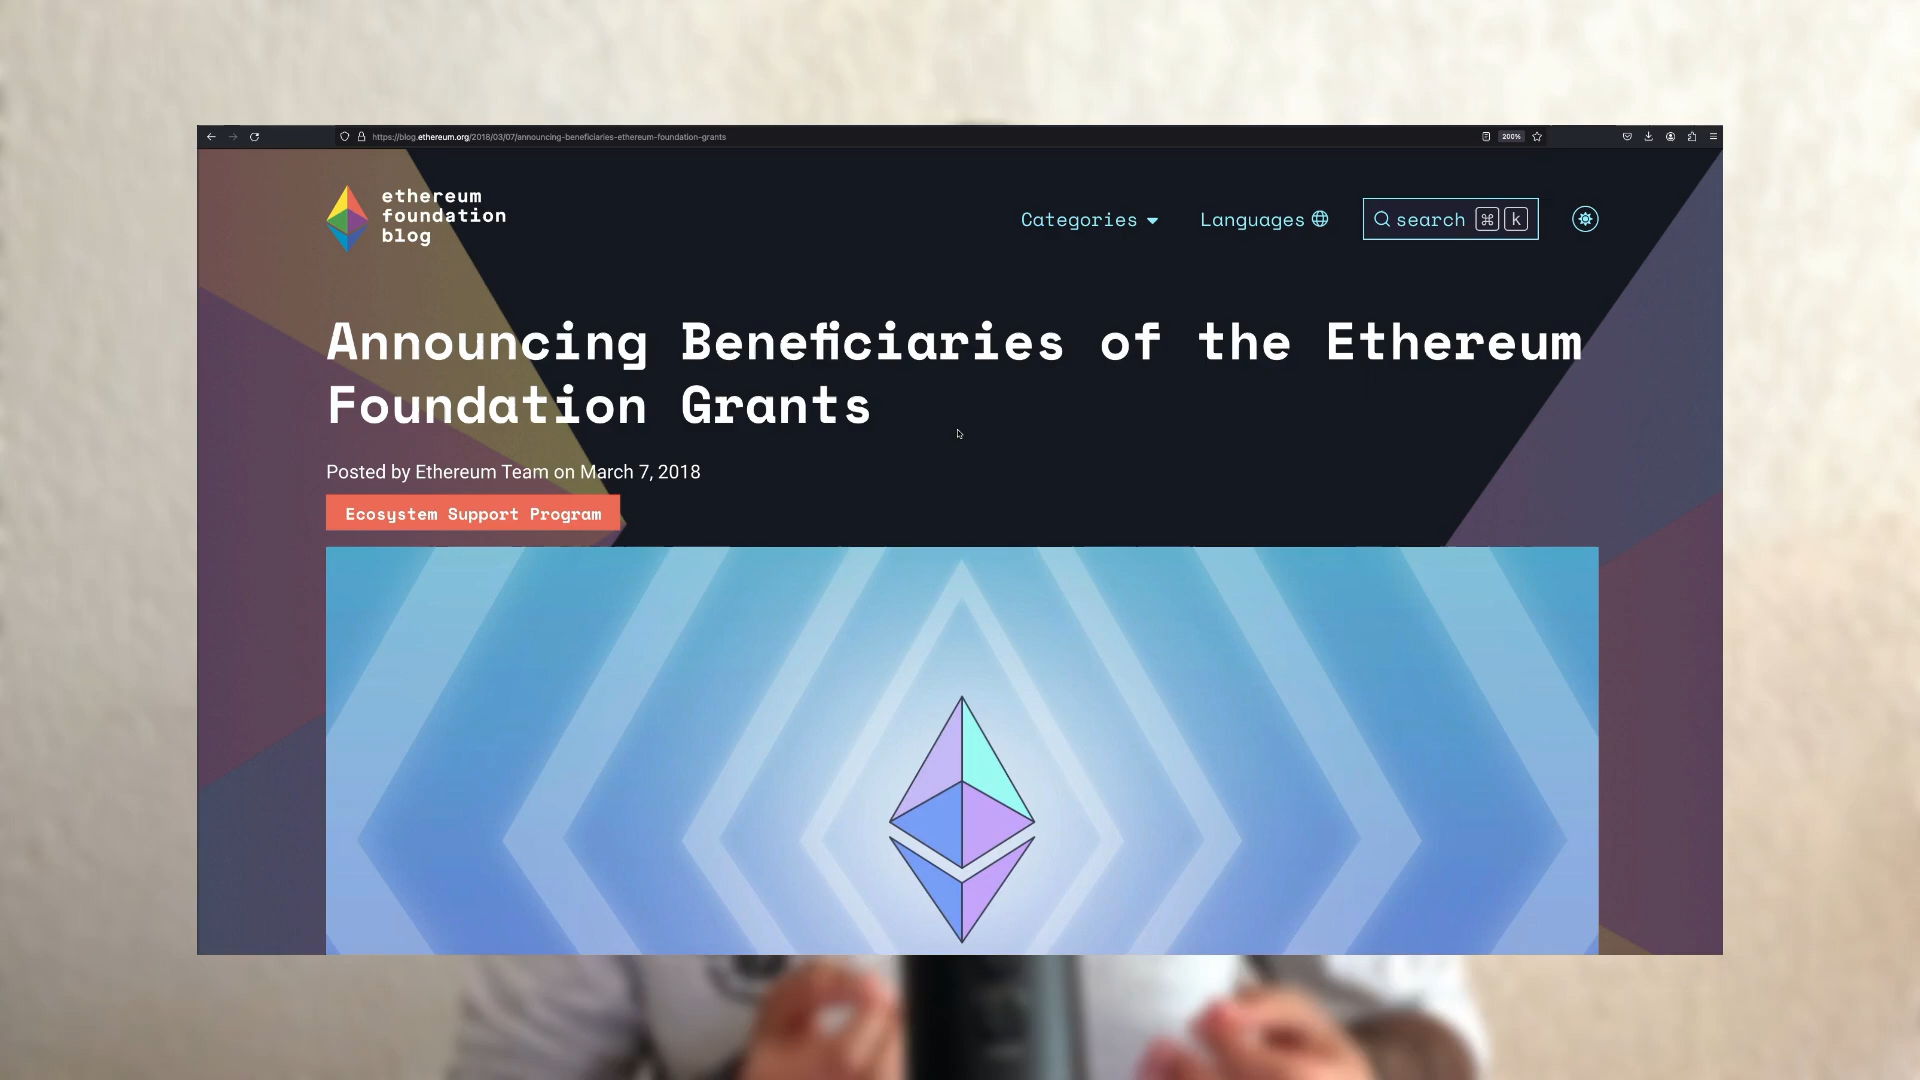 https://blog.ethereum.org/2018/03/07/announcing-beneficiaries-ethereum-foundation-grants
200%
ethereum
foundation
blog
Categories
Languages
search ⌘ k
Announcing Beneficiaries of the Ethereum
Foundation Grants
Posted by Ethereum Team on March 7, 2018
Ecosystem Support Program